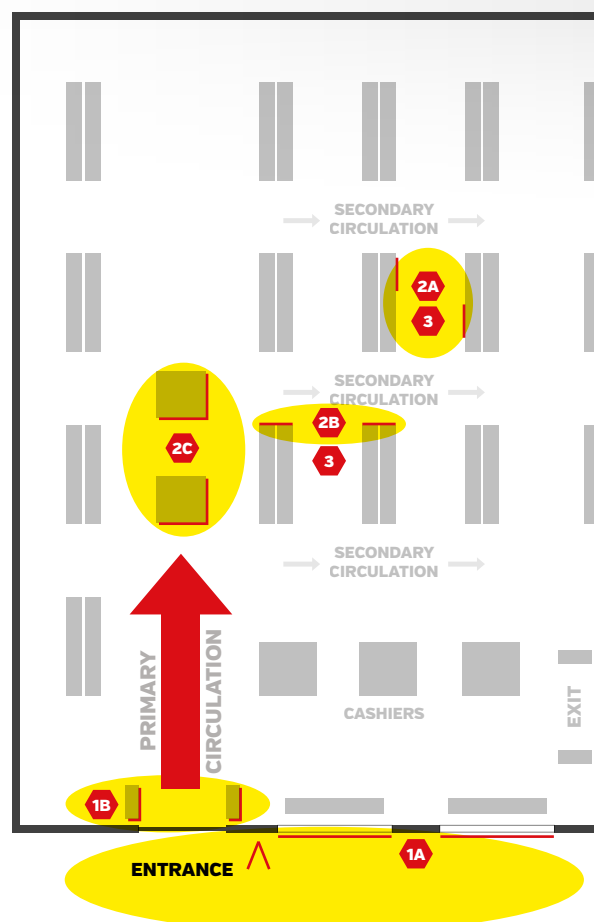 SECONDARY
CIRCULATION
2A
3
SECONDARY
CIRCULATION
2B
2C
3
SECONDARY
CIRCULATION
PRIMARY
CIRCULATION
CASHIERS
EXIT
1B
1A
ENTRANCE